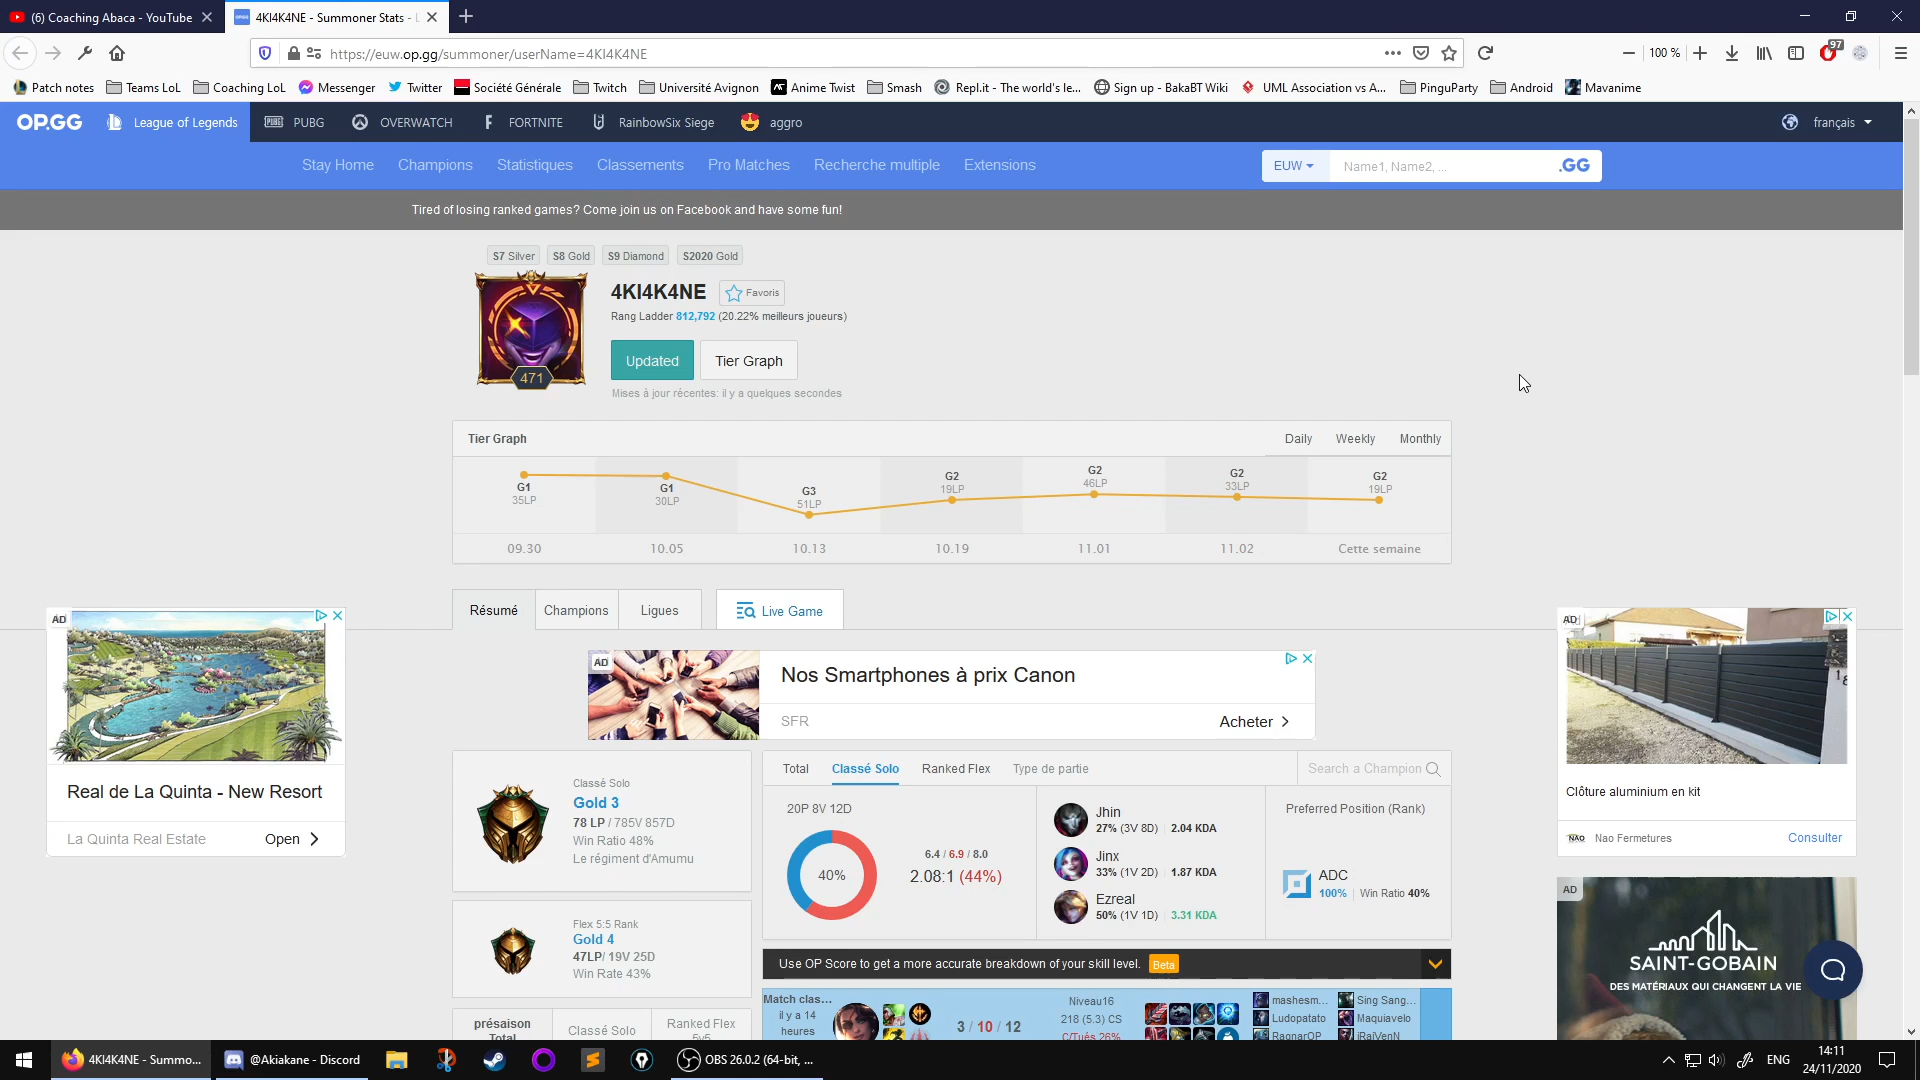 (6) Coaching Abaca - YouTube
4KI4K4NE - Summoner Stats - L
https://euw.op.gg/summoner/userName=4KI4K4NE
100 %
97
Patch notes
Teams LoL
Coaching LoL
Messenger
Twitter
Société Générale
Twitch
Université Avignon
Anime Twist
Smash
Repl.it - The world's le...
Sign up - BakaBT Wiki
UML Association vs A...
PinguParty
Android
Mavanime
OP.GG
League of Legends
PUBG
OVERWATCH
FORTNITE
RainbowSix Siege
aggro
français
Stay Home
Champions
Statistiques
Classements
Pro Matches
Recherche multiple
Extensions
EUW
Name1, Name2, ...
.GG
Tired of losing ranked games? Come join us on Facebook and have some fun!
S7 Silver
S8 Gold
S9 Diamond
S2020 Gold
4KI4K4NE
Favoris
Rang Ladder 812,792 (20.22% meilleurs joueurs)
Updated
Tier Graph
471
Mises à jour récentes: il y a quelques secondes
Tier Graph
Daily
Weekly
Monthly
G1
35LP
G1
30LP
G3
51LP
G2
19LP
G2
46LP
G2
33LP
G2
19LP
09.30
10.05
10.13
10.19
11.01
11.02
Cette semaine
Résumé
Champions
Ligues
Live Game
AD
Real de La Quinta - New Resort
La Quinta Real Estate
Open
AD
Nos Smartphones à prix Canon
SFR
Acheter
AD
Clôture aluminium en kit
NAO
Nao Fermetures
Consulter
AD
SAINT-GOBAIN
DES MATÉRIAUX QUI CHANGENT LA VIE
Classé Solo
Gold 3
78 LP / 785V 857D
Win Ratio 48%
Le régiment d'Amumu
Flex 5:5 Rank
Gold 4
47LP/ 19V 25D
Win Rate 43%
présaison
Total
Classé Solo
Ranked Flex
5v5
Total
Classé Solo
Ranked Flex
Type de partie
Search a Champion
20P 8V 12D
40%
6.4 / 6.9 / 8.0
2.08:1 (44%)
Jhin
27% (3V 8D)
2.04 KDA
Jinx
33% (1V 2D)
1.87 KDA
Ezreal
50% (1V 1D)
3.31 KDA
Preferred Position (Rank)
ADC
100%
Win Ratio 40%
Use OP Score to get a more accurate breakdown of your skill level.
Beta
Match clas...
il y a 14
heures
3 / 10 / 12
Niveau16
218 (5.3) CS
C/Tués 26%
mashesm...
Ludopatato
RagnarOP
Sing Sang...
Maquiavelo
iRaiVenN
4KI4K4NE - Summo...
@Akiakane - Discord
OBS 26.0.2 (64-bit, ...
ENG
14:11
24/11/2020